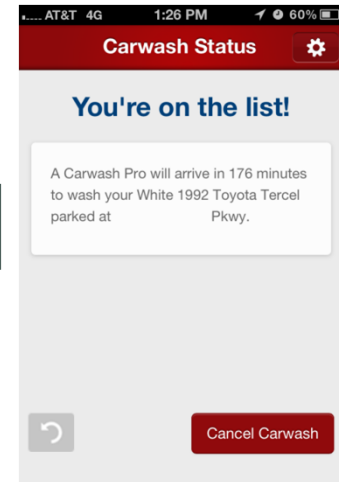 AT&T 4G 1:26 PM 60%
Carwash Status
You're on the list!
A Carwash Pro will arrive in 176 minutes
to wash your White 1992 Toyota Tercel
parked at Pkwy.
Cancel Carwash